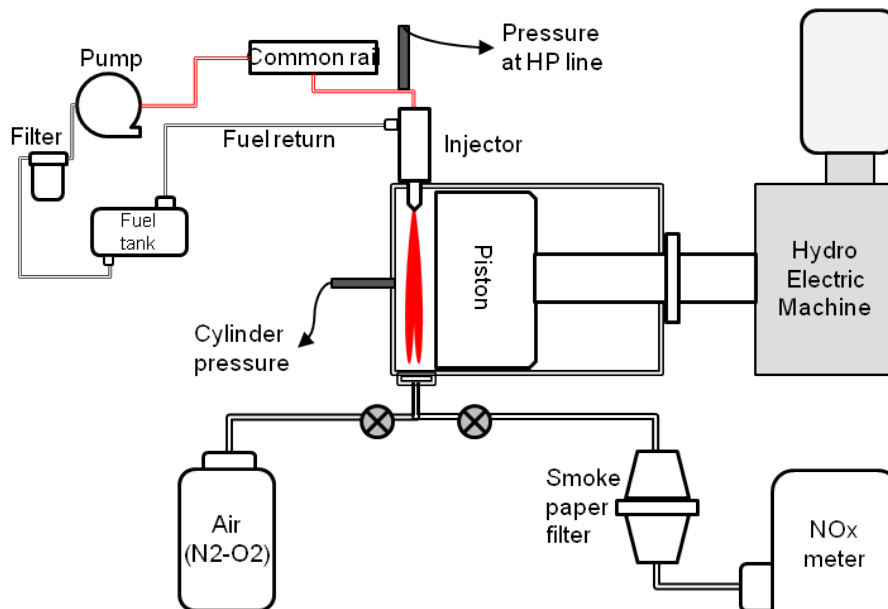 Pump
Common rail
Pressure
at HP line
Filter
Fuel return
Injector
Fuel
tank
Piston
Hydro
Electric
Machine
Cylinder
pressure
Smoke
paper
filter
Air
(N2-O2)
NOx
meter